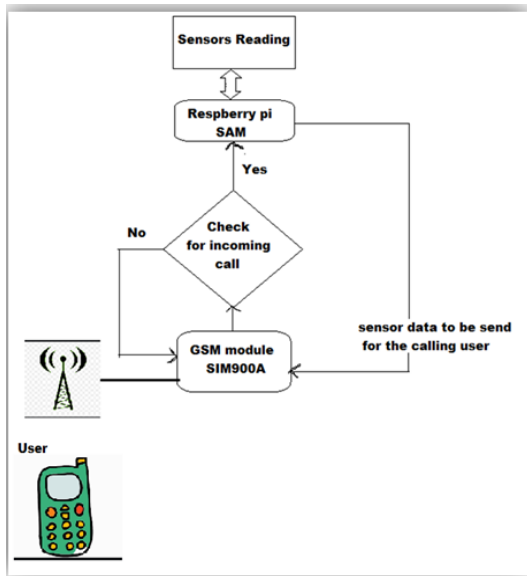 Sensors Reading
Respberry pi
SAM
Yes
No
Check
for incoming
call
sensor data to be send
for the calling user
GSM module
SIM900A
User